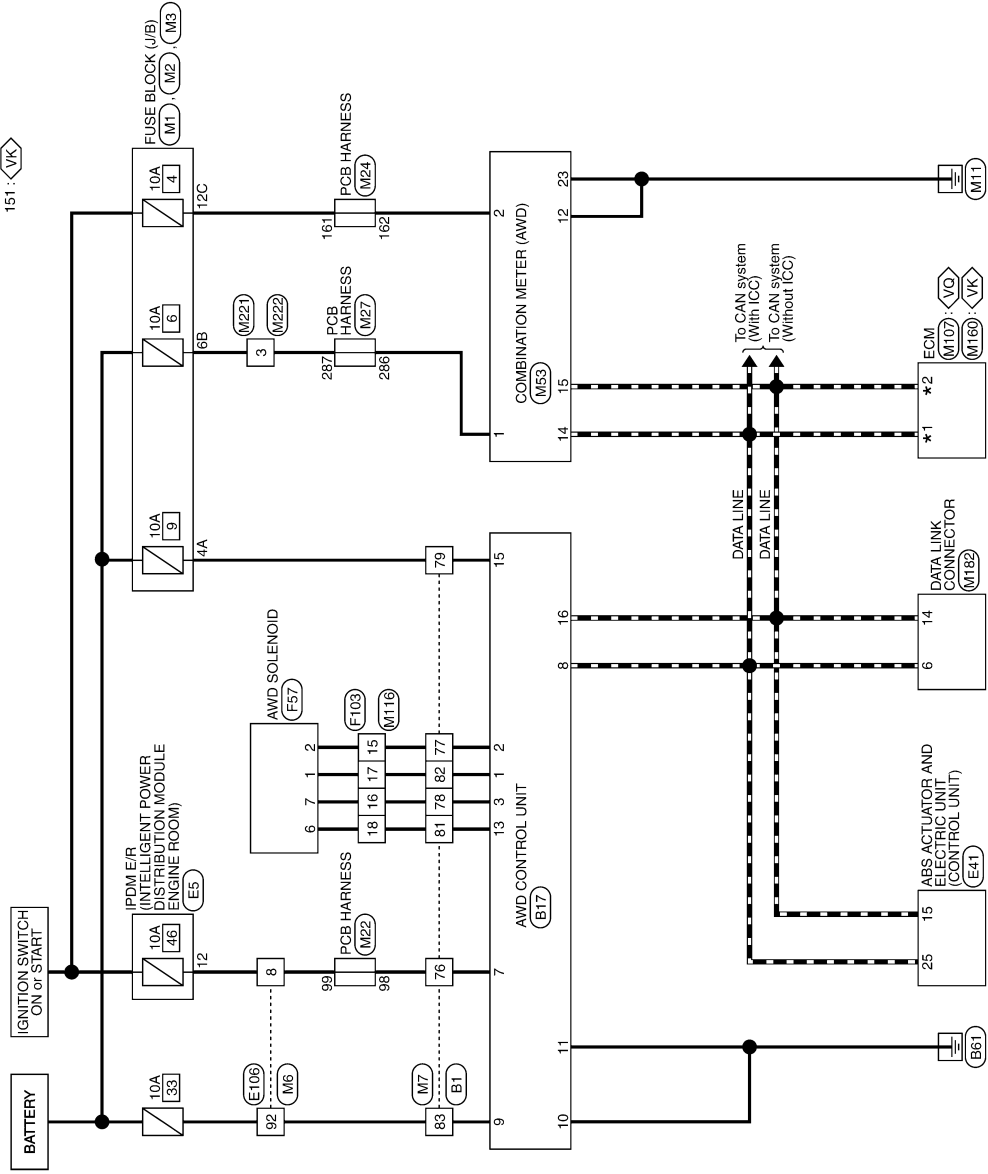 BATTERY
IGNITION SWITCH
ON or START
IPDM E/R
(INTELLIGENT POWER
DISTRIBUTION MODULE
ENGINE ROOM)
E5
FUSE BLOCK (J/B)
M1 , M2 , M3
151 : VK
10A
33
10A
46
10A
9
10A
6
10A
4
12
4A
6B
12C
E106
M6
92
8
M7
B1
83
76
99
98
PCB HARNESS
M22
AWD SOLENOID
F57
6
7
1
2
F103
M116
18
16
17
15
81
78
82
77
79
M221
M222
3
PCB
HARNESS
M27
287
286
PCB HARNESS
M24
161
162
9
7
13
3
1
2
15
AWD CONTROL UNIT
B17
10
11
8
16
1
2
COMBINATION METER (AWD)
M53
14
15
12
23
DATA LINE
DATA LINE
To CAN system
(With ICC)
To CAN system
(Without ICC)
B61
25
15
ABS ACTUATOR AND
ELECTRIC UNIT
(CONTROL UNIT)
E41
6
14
DATA LINK
CONNECTOR
M182
*1
*2
ECM
M107 : VQ
M160 : VK
M11